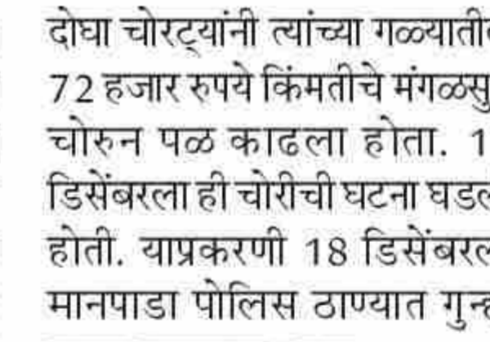 दोघा चोरट्यांनी त्यांच्या गळ्याती
72 हजार रुपये किंमतीचे मंगळसु
चोरुन पळ काढला होता. 1
डिसेंबरला ही चोरीची घटना घडल
होती. याप्रकरणी 18 डिसेंबरल
मानपाडा पोलिस ठाण्यात गुन्ह